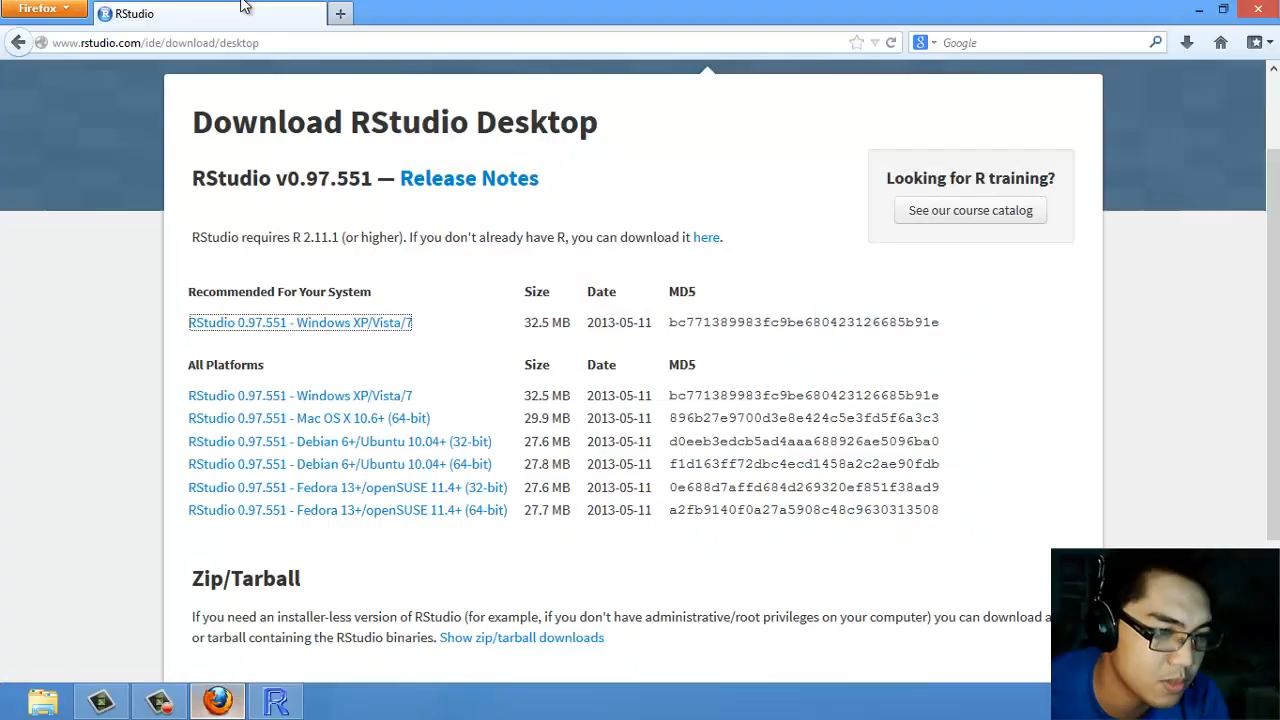 Firefox
RStudio
www.rstudio.com/ide/download/desktop
Google
Download RStudio Desktop
RStudio v0.97.551 — Release Notes
Looking for R training?
See our course catalog
RStudio requires R 2.11.1 (or higher). If you don't already have R, you can download it here.
Recommended For Your System Size Date MD5
RStudio 0.97.551 - Windows XP/Vista/7 32.5 MB 2013-05-11 bc771389983fc9be680423126685b91e
All Platforms Size Date MD5
RStudio 0.97.551 - Windows XP/Vista/7 32.5 MB 2013-05-11 bc771389983fc9be680423126685b91e
RStudio 0.97.551 - Mac OS X 10.6+ (64-bit) 29.9 MB 2013-05-11 896b27e9700d3e8e424c5e3fd5f6a3c3
RStudio 0.97.551 - Debian 6+/Ubuntu 10.04+ (32-bit) 27.6 MB 2013-05-11 d0eeb3edcb5ad4aaa688926ae5096ba0
RStudio 0.97.551 - Debian 6+/Ubuntu 10.04+ (64-bit) 27.8 MB 2013-05-11 f1d163ff72dbc4ecd1458a2c2ae90fdb
RStudio 0.97.551 - Fedora 13+/openSUSE 11.4+ (32-bit) 27.6 MB 2013-05-11 0e688d7affd684d269320ef851f38ad9
RStudio 0.97.551 - Fedora 13+/openSUSE 11.4+ (64-bit) 27.7 MB 2013-05-11 a2fb9140f0a27a5908c48c9630313508
Zip/Tarball
If you need an installer-less version of RStudio (for example, if you don't have administrative/root privileges on your computer) you can download a
or tarball containing the RStudio binaries. Show zip/tarball downloads